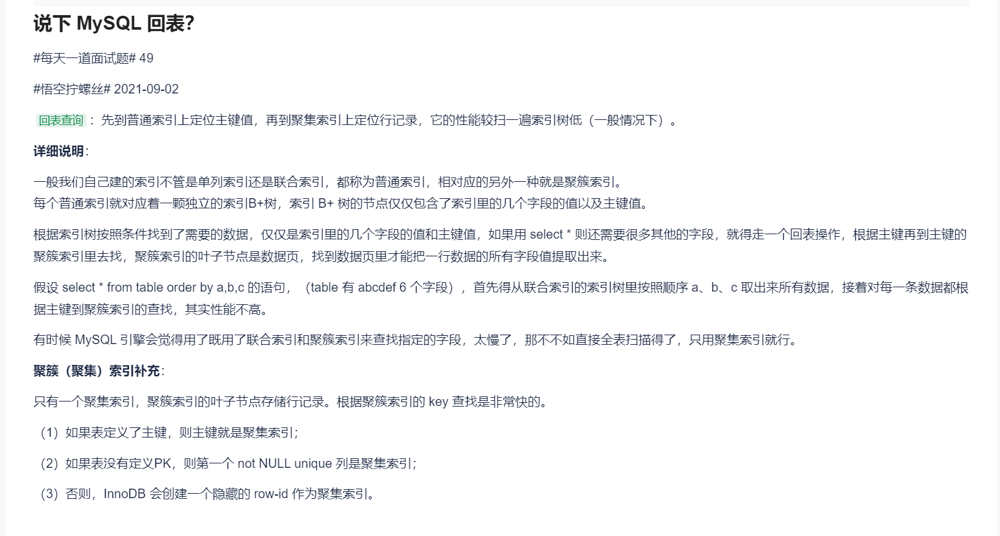 说下 MySQL 回表？
#每天一道面试题# 49
#悟空拧螺丝# 2021-09-02
回表查询：先到普通索引上定位主键值，再到聚集索引上定位行记录，它的性能较扫一遍索引树低（一般情况下）。
详细说明：
一般我们自己建的索引不管是单列索引还是联合索引，都称为普通索引，相对应的另外一种就是聚簇索引。
每个普通索引就对应着一颗独立的索引B+树，索引 B+ 树的节点仅仅包含了索引里的几个字段的值以及主键值。
根据索引树按照条件找到了需要的数据，仅仅是索引里的几个字段的值和主键值，如果用 select * 则还需要很多其他的字段，就得走一个回表操作，根据主键再到主键的
聚簇索引里去找，聚簇索引的叶子节点是数据页，找到数据页里才能把一行数据的所有字段值提取出来。
假设 select * from table order by a,b,c 的语句，（table 有 abcdef 6 个字段），首先得从联合索引的索引树里按照顺序 a、b、c 取出来所有数据，接着对每一条数据都根
据主键到聚簇索引的查找，其实性能不高。
有时候 MySQL 引擎会觉得用了既用了联合索引和聚簇索引来查找指定的字段，太慢了，那不不如直接全表扫描得了，只用聚集索引就行。
聚簇（聚集）索引补充：
只有一个聚集索引，聚簇索引的叶子节点存储行记录。根据聚簇索引的 key 查找是非常快的。
（1）如果表定义了主键，则主键就是聚集索引；
（2）如果表没有定义PK，则第一个 not NULL unique 列是聚集索引；
（3）否则，InnoDB 会创建一个隐藏的 row-id 作为聚集索引。